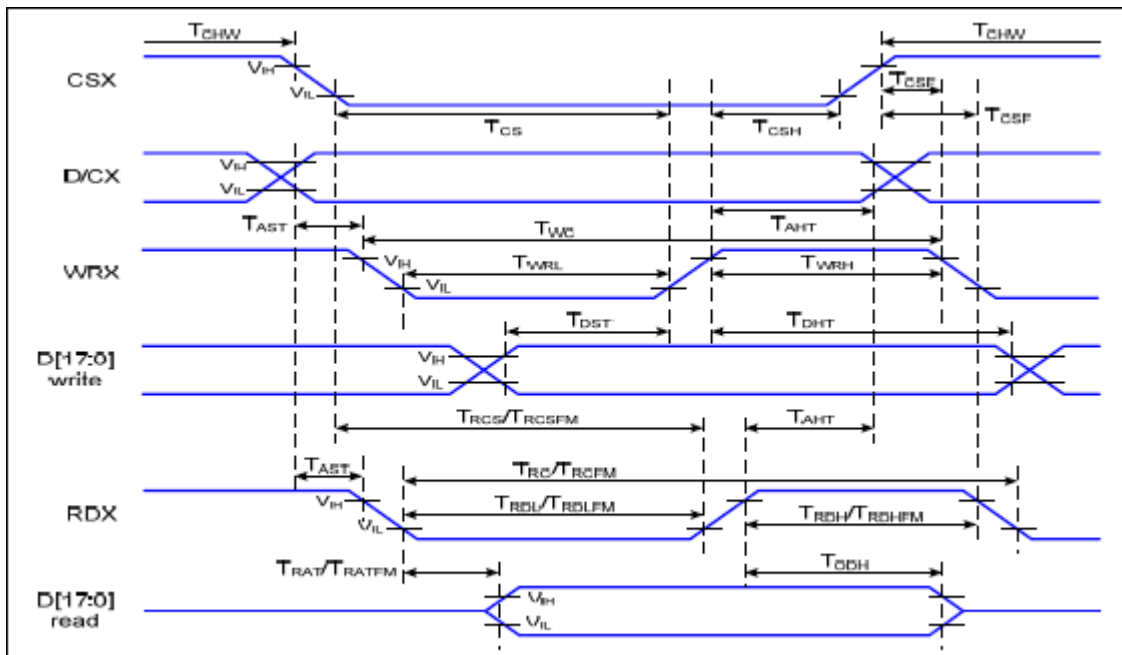 TCHW TCHW
CSX VIH
VIL
TCSF
TCS TCSH TCSF
D/CX VIH
VIL
TAST TWC TAHT
WRX VIH TWRL TWRH
VIL
TDST TDHT
D[17:0] VIH
write VIL
TRCS/TRCSFM TAHT
TAST TRC/TRCFM
RDX VIH TRDL/TRDLFM TRDH/TRDHFM
VIL
TRAT/TRATFM TODH
D[17:0] VIH
read VIL